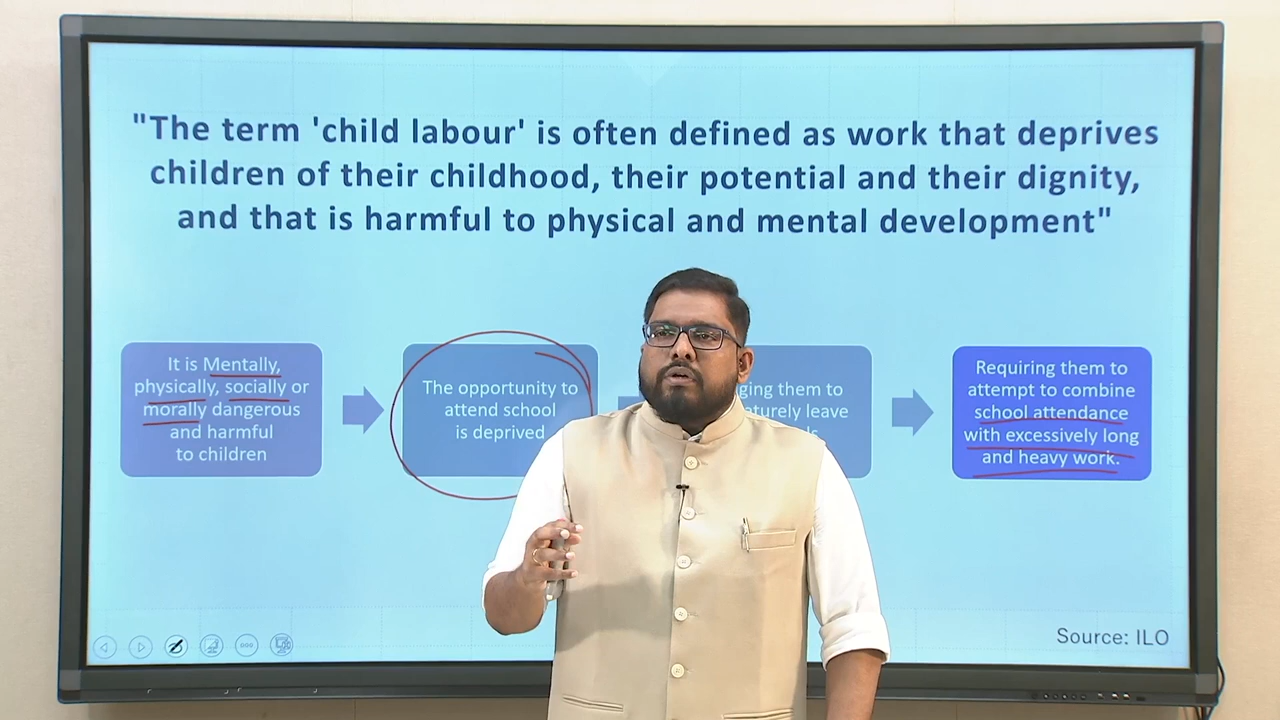 "The term 'child labour' is often defined as work that deprives
children of their childhood, their potential and their dignity,
and that is harmful to physical and mental development"
It is Mentally,
physically, socially or
morally dangerous
and harmful
to children
The opportunity to
attend school
is deprived
them to
leave
Requiring them to
attempt to combine
school attendance
with excessively long
and heavy work.
Source: ILO